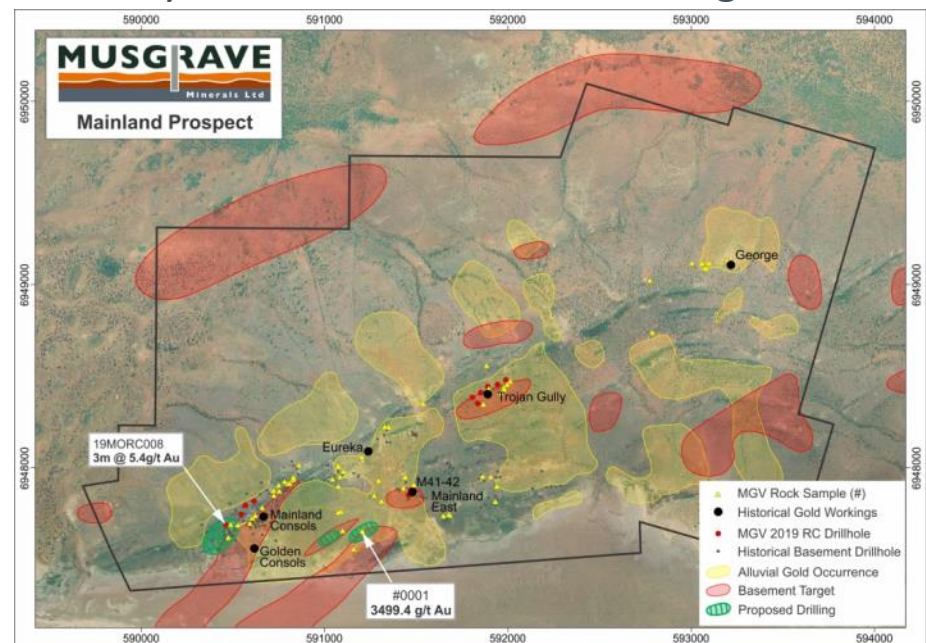 590000 591000 592000 593000 594000
MUSGRAVE
Minerals Ltd
Mainland Prospect
6950000
6950000
George
6949000
6949000
Trojan Gully
Eureka
19MORC008
3m @ 5.4g/t Au
6948000
6948000
M41-42
Mainland
East
Mainland
Consols
Golden
Consols
#0001
3499.4 g/t Au
MGV Rock Sample (#)
Historical Gold Workings
MGV 2019 RC Drillhole
Historical Basement Drillhole
Alluvial Gold Occurrence
Basement Target
Proposed Drilling
590000 591000 592000 593000 594000